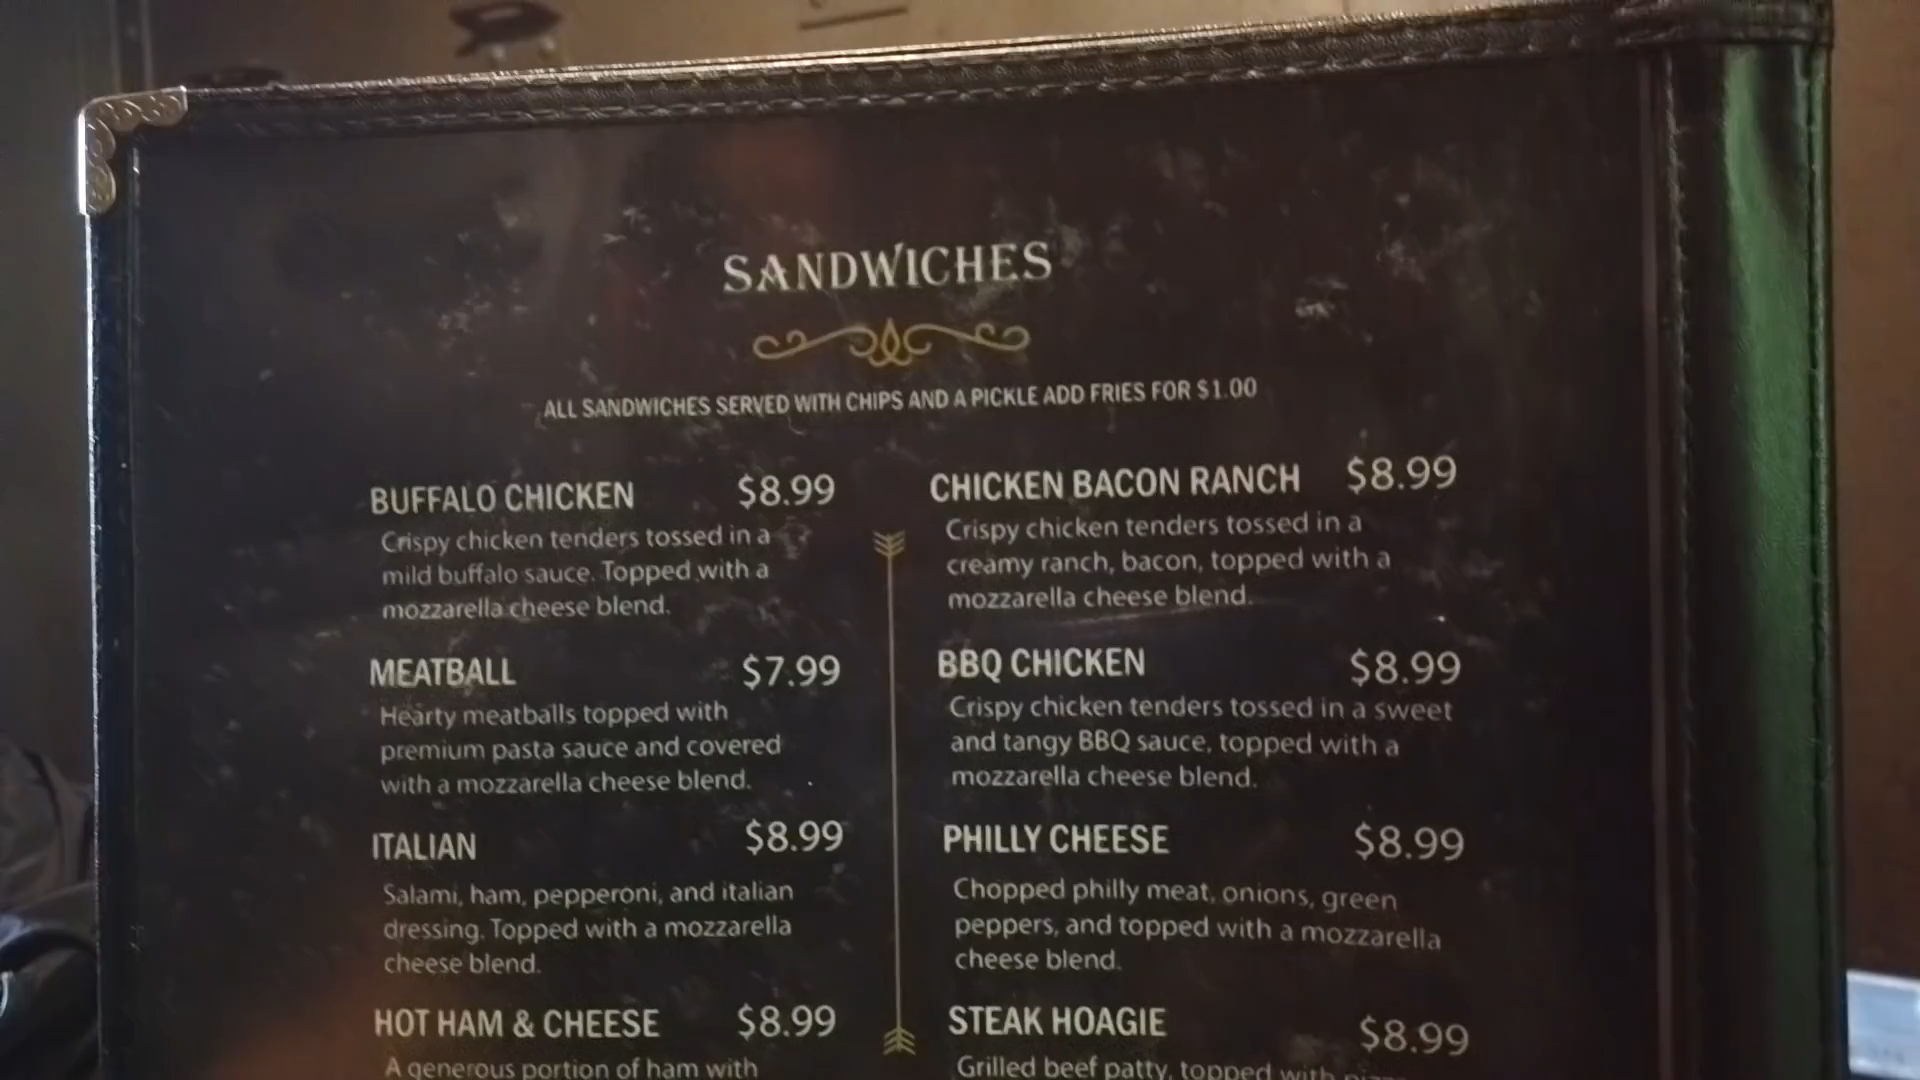 SANDWICHES
ALL SANDWICHES SERVED WITH CHIPS AND A PICKLE ADD FRIES FOR $1.00
BUFFALO CHICKEN $8.99
Crispy chicken tenders tossed in a
mild buffalo sauce. Topped with a
mozzarella cheese blend.
MEATBALL $7.99
Hearty meatballs topped with
premium pasta sauce and covered
with a mozzarella cheese blend.
ITALIAN $8.99
Salami, ham, pepperoni, and italian
dressing. Topped with a mozzarella
cheese blend.
HOT HAM & CHEESE $8.99
A generous portion of ham with
CHICKEN BACON RANCH $8.99
Crispy chicken tenders tossed in a
creamy ranch, bacon, topped with a
mozzarella cheese blend.
BBQ CHICKEN $8.99
Crispy chicken tenders tossed in a sweet
and tangy BBQ sauce, topped with a
mozzarella cheese blend.
PHILLY CHEESE $8.99
Chopped philly meat, onions, green
peppers, and topped with a mozzarella
cheese blend.
STEAK HOAGIE $8.99
Grilled beef patty, topped with